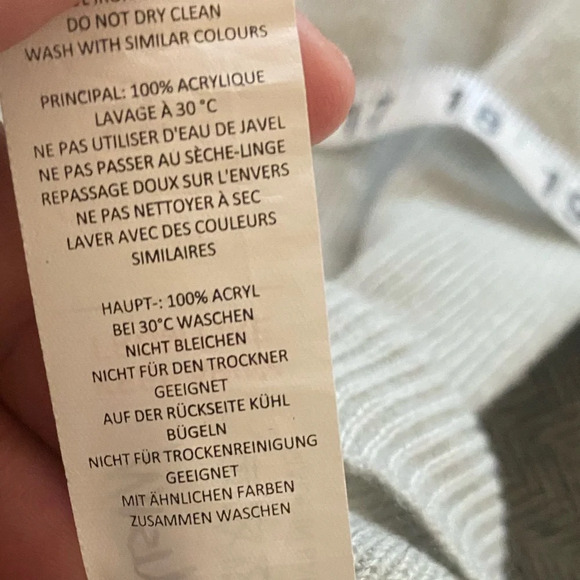 DO NOT DRY CLEAN
WASH WITH SIMILAR COLOURS
PRINCIPAL: 100% ACRYLIQUE
LAVAGE À 30 °C
NE PAS UTILISER D'EAU DE JAVEL
NE PAS PASSER AU SÈCHE-LINGE
REPASSAGE DOUX SUR L'ENVERS
NE PAS NETTOYER À SEC
LAVER AVEC DES COULEURS
SIMILAIRES
HAUPT-: 100% ACRYL
BEI 30°C WASCHEN
NICHT BLEICHEN
NICHT FÜR DEN TROCKNER
GEEIGNET
AUF DER RÜCKSEITE KÜHL
BÜGELN
NICHT FÜR TROCKENREINIGUNG
GEEIGNET
MIT ÄHNLICHEN FARBEN
ZUSAMMEN WASCHEN
17 18 19